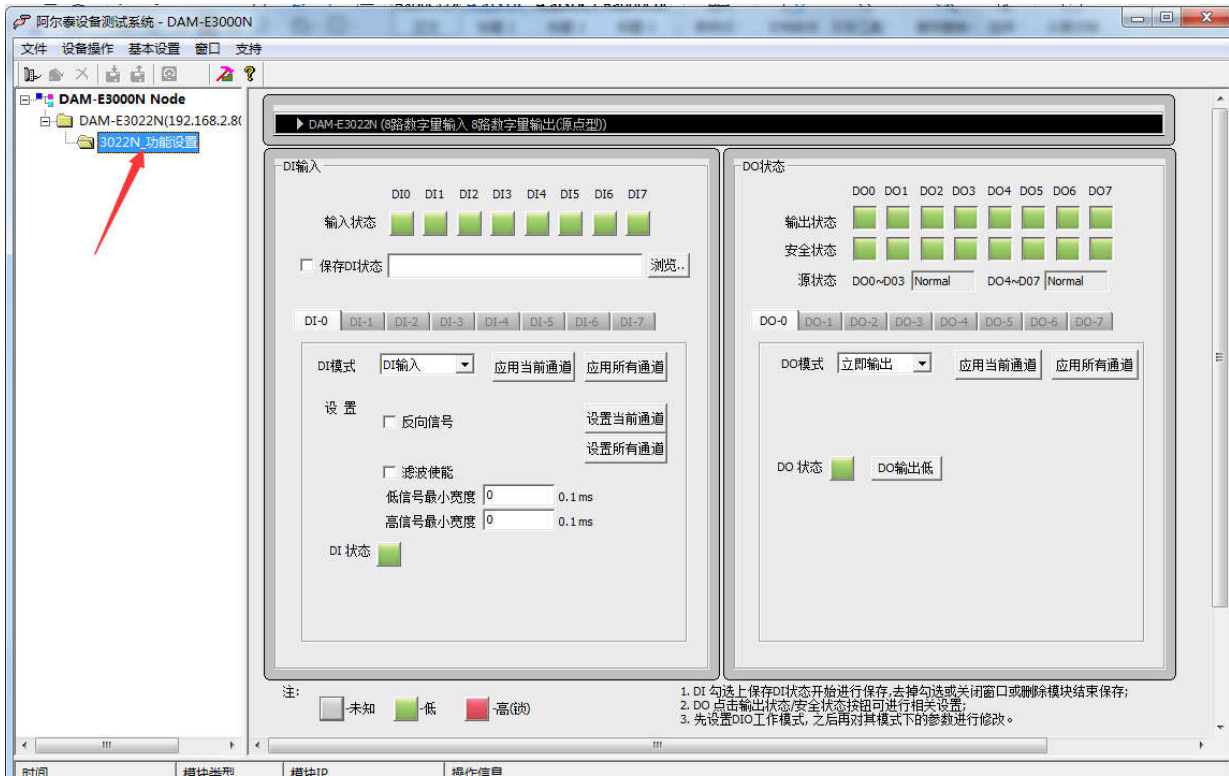 阿尔泰设备测试系统 - DAM-E3000N
文件 设备操作 基本设置 窗口 支持
DAM-E3000N Node
DAM-E3022N(192.168.2.8(
3022N_功能设置
DAM-E3022N (8路数字量输入 8路数字量输出(源点型))
DI输入
DI0 DI1 DI2 DI3 DI4 DI5 DI6 DI7
输入状态
保存DI状态 浏览..
DI-0 DI-1 DI-2 DI-3 DI-4 DI-5 DI-6 DI-7
DI模式 DI输入 应用当前通道 应用所有通道
设 置
反向信号 设置当前通道
设置所有通道
滤波使能
低信号最小宽度 0 0.1ms
高信号最小宽度 0 0.1ms
DI 状态
DO状态
DO0 DO1 DO2 DO3 DO4 DO5 DO6 DO7
输出状态
安全状态
源状态 DO0~D03 Normal DO4~D07 Normal
DO-0 DO-1 DO-2 DO-3 DO-4 DO-5 DO-6 DO-7
DO模式 立即输出 应用当前通道 应用所有通道
DO 状态 DO输出低
注:
-未知 -低 -高(锁)
1. DI 勾选上保存DI状态开始进行保存,去掉勾选或关闭窗口或删除模块结束保存;
2. DO 点击输出状态/安全状态按钮可进行相关设置;
3. 先设置DIO工作模式, 之后再对其模式下的参数进行修改。
时间 模块类型 模块IP 操作信息